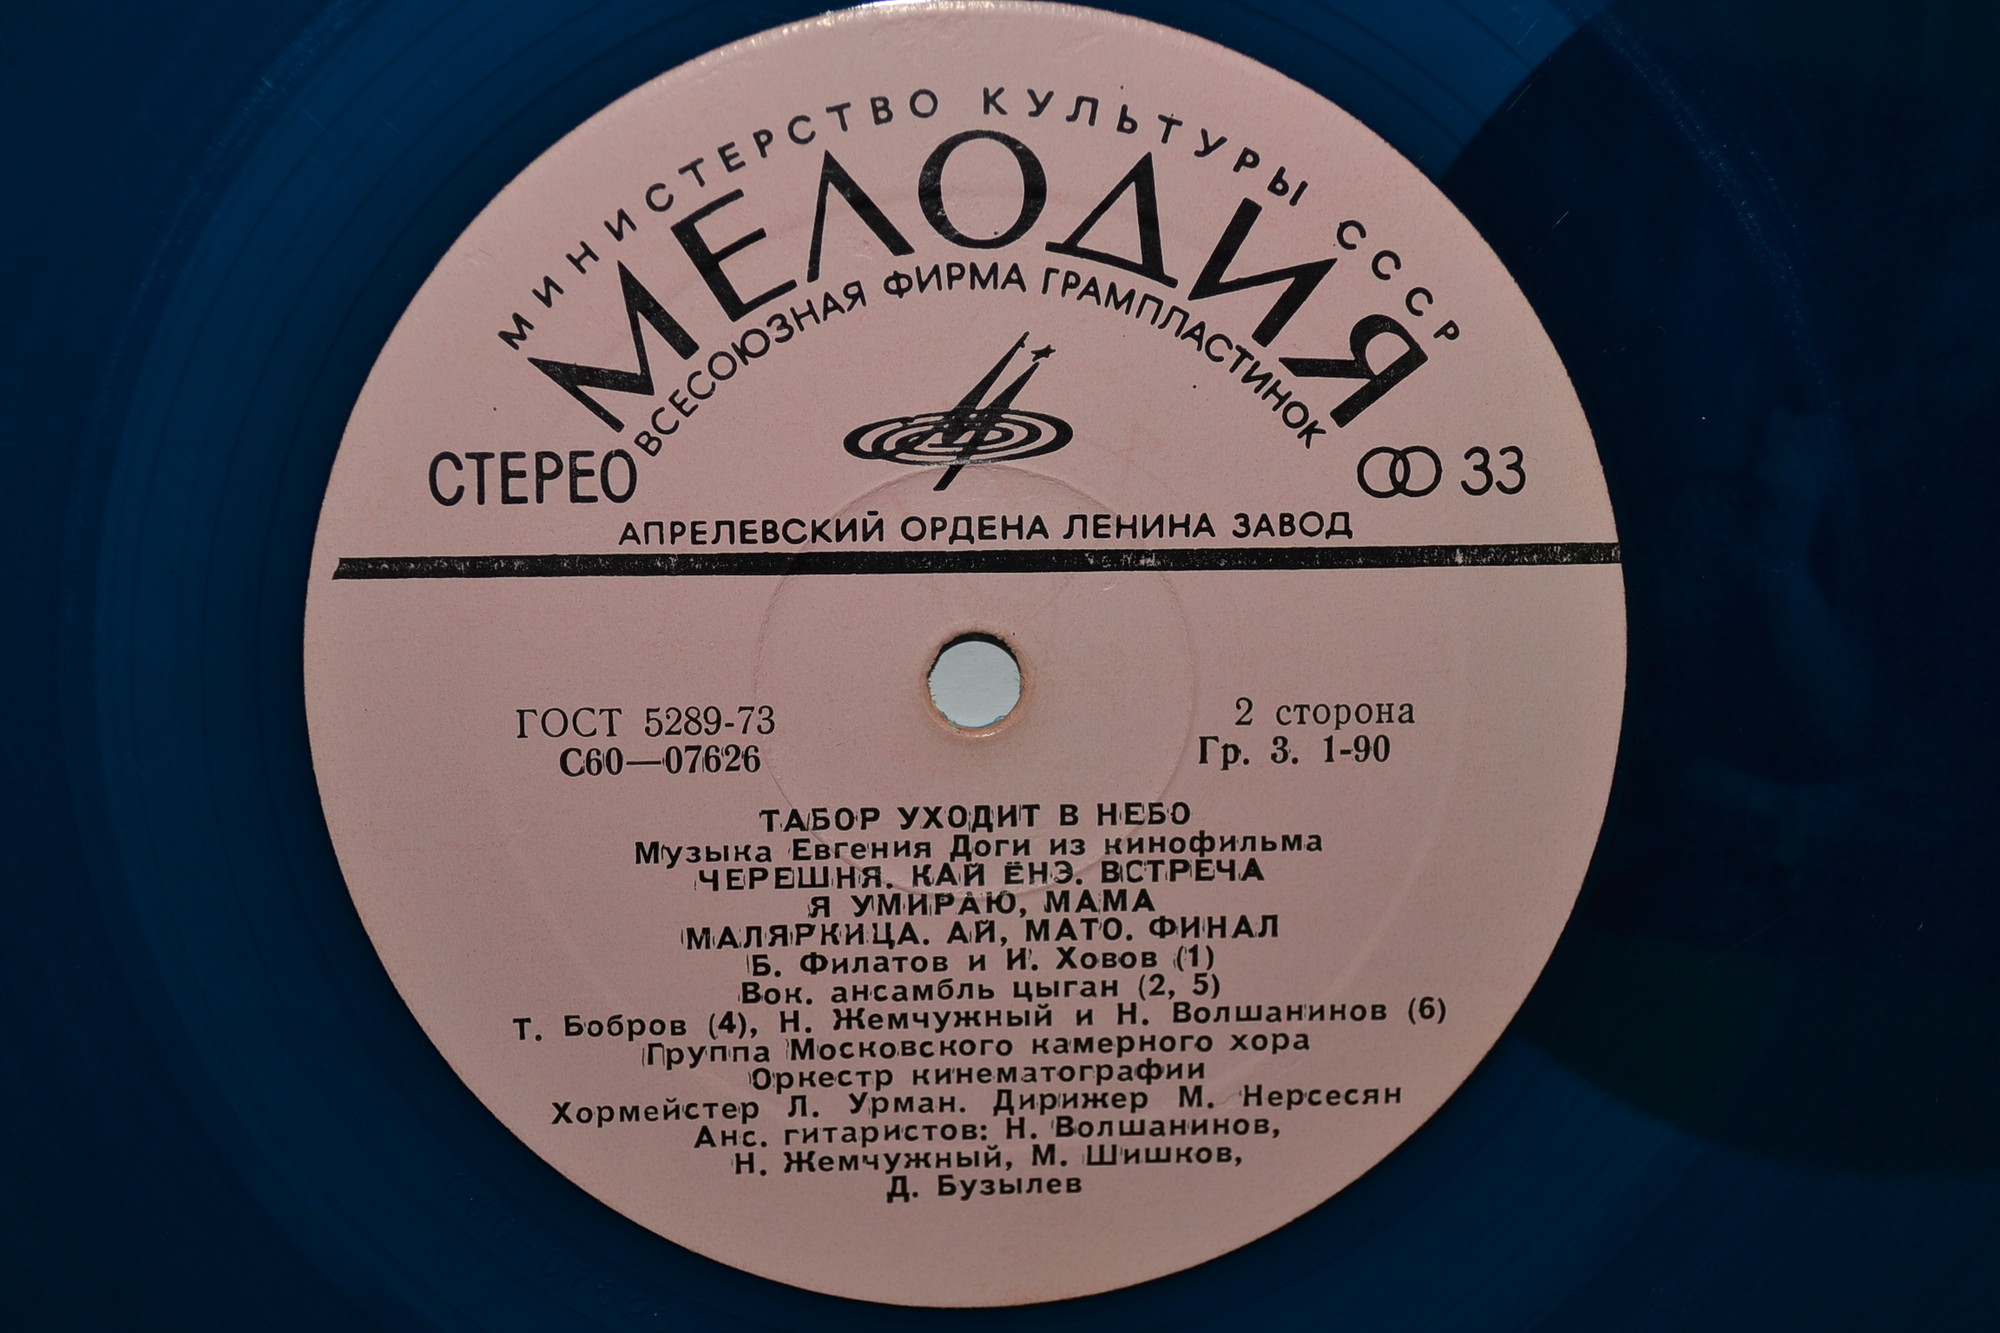 МИНИСТЕРСТВО КУЛЬТУРЫ СССР
МЕЛОДИЯ
ВСЕСОЮЗНАЯ ФИРМА ГРАМПЛАСТИНОК
СТЕРЕО
33
АПРЕЛЕВСКИЙ ОРДЕНА ЛЕНИНА ЗАВОД
ГОСТ 5289-73
С60—07626
2 сторона
Гр. 3. 1-90
ТАБОР УХОДИТ В НЕБО
Музыка Евгения Доги из кинофильма
ЧЕРЕШНЯ. КАЙ ЁНЭ. ВСТРЕЧА
Я УМИРАЮ, МАМА
МАЛЯРКИЦА. АЙ, МАТО. ФИНАЛ
Б. Филатов и И. Ховов (1)
Вок. ансамбль цыган (2, 5)
Т. Бобров (4), Н. Жемчужный и Н. Волшанинов (6)
Группа Московского камерного хора
Оркестр кинематографии
Хормейстер Л. Урман. Дирижер М. Нерсесян
Анс. гитаристов: Н. Волшанинов,
Н. Жемчужный, М. Шишков,
Д. Бузылев